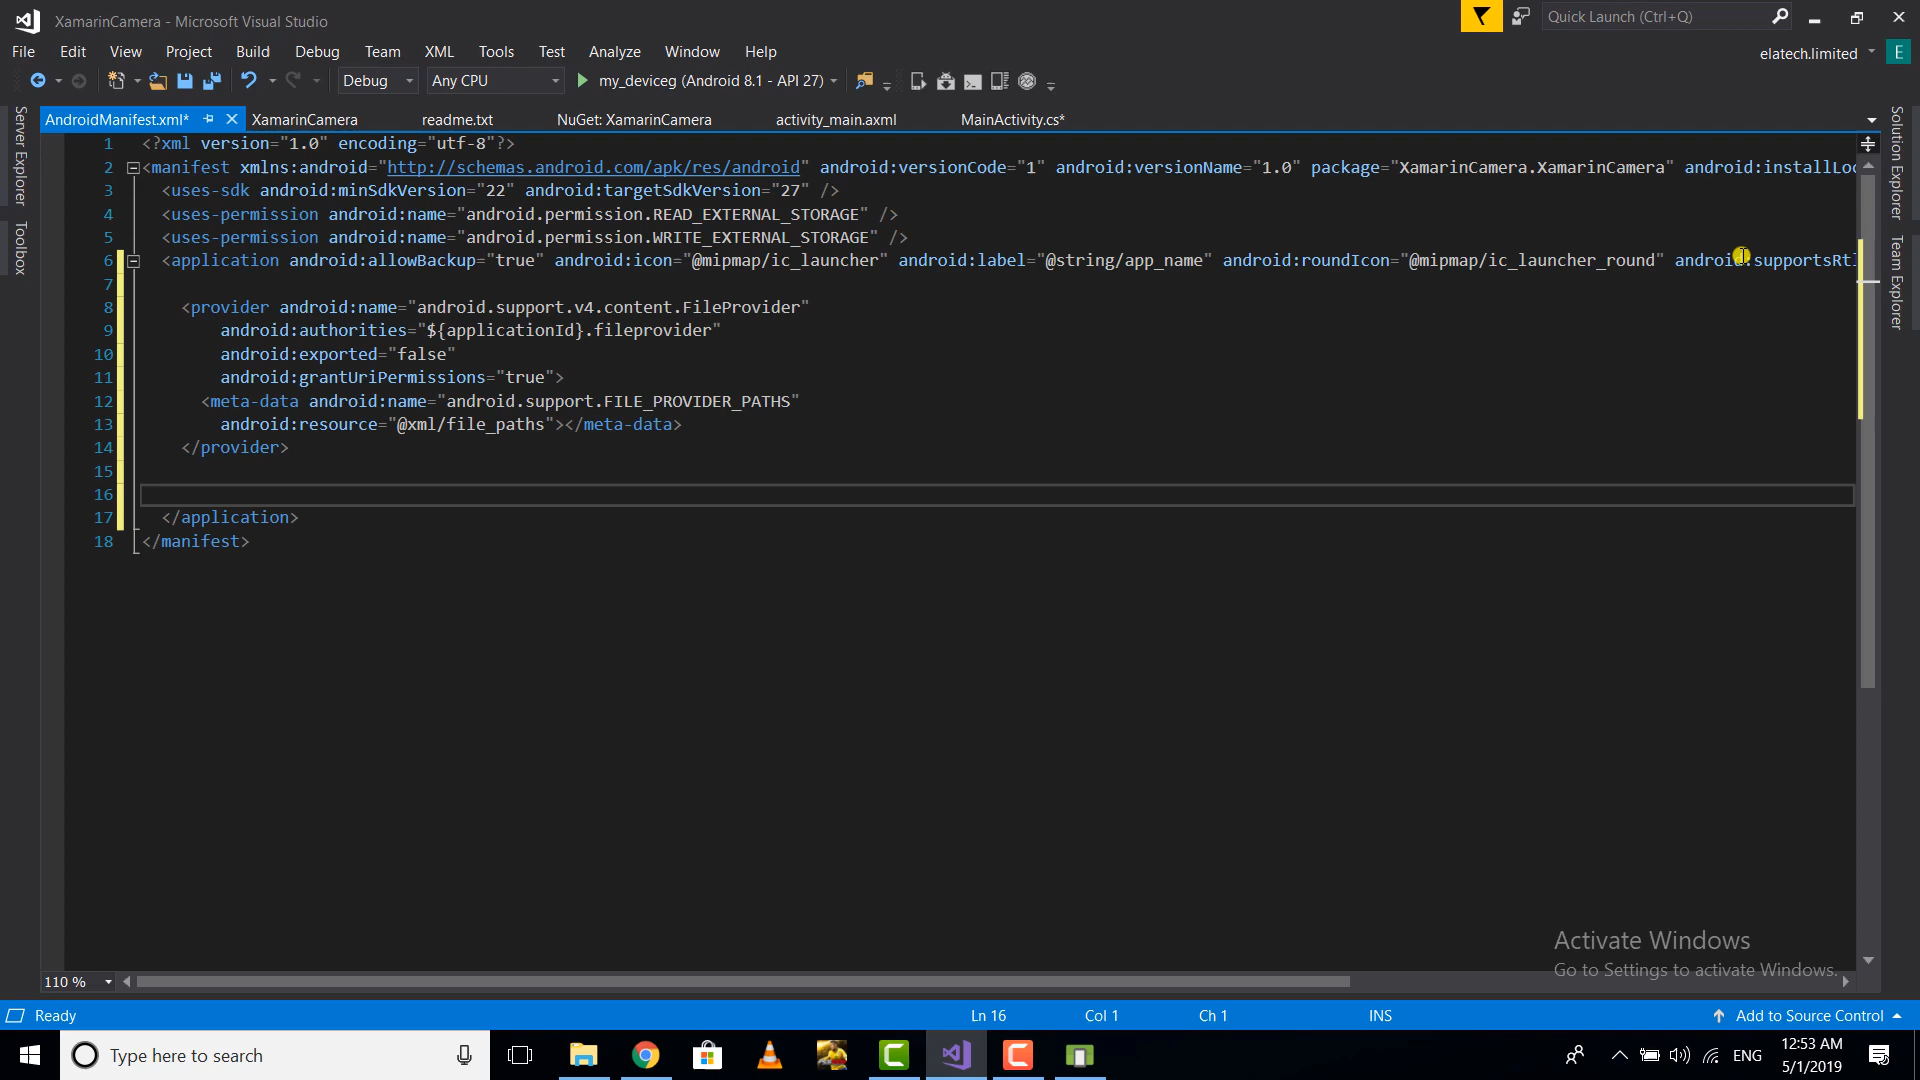 XamarinCamera - Microsoft Visual Studio
Quick Launch (Ctrl+Q)
File Edit View Project Build Debug Team XML Tools Test Analyze Window Help
elatech.limited E
Debug Any CPU my_deviceg (Android 8.1 - API 27)
Server Explorer
Toolbox
Solution Explorer
Team Explorer
AndroidManifest.xml* XamarinCamera readme.txt NuGet: XamarinCamera activity_main.axml MainActivity.cs*
1 <?xml version="1.0" encoding="utf-8"?>
2 <manifest xmlns:android="http://schemas.android.com/apk/res/android" android:versionCode="1" android:versionName="1.0" package="XamarinCamera.XamarinCamera" android:installLoc
3 <uses-sdk android:minSdkVersion="22" android:targetSdkVersion="27" />
4 <uses-permission android:name="android.permission.READ_EXTERNAL_STORAGE" />
5 <uses-permission android:name="android.permission.WRITE_EXTERNAL_STORAGE" />
6 <application android:allowBackup="true" android:icon="@mipmap/ic_launcher" android:label="@string/app_name" android:roundIcon="@mipmap/ic_launcher_round" android:supportsRtl
7
8 <provider android:name="android.support.v4.content.FileProvider"
9 android:authorities="${applicationId}.fileprovider"
10 android:exported="false"
11 android:grantUriPermissions="true">
12 <meta-data android:name="android.support.FILE_PROVIDER_PATHS"
13 android:resource="@xml/file_paths"></meta-data>
14 </provider>
15
16
17 </application>
18 </manifest>
Activate Windows
Go to Settings to activate Windows.
110 %
Ready Ln 16 Col 1 Ch 1 INS Add to Source Control
Type here to search
ENG
12:53 AM
5/1/2019